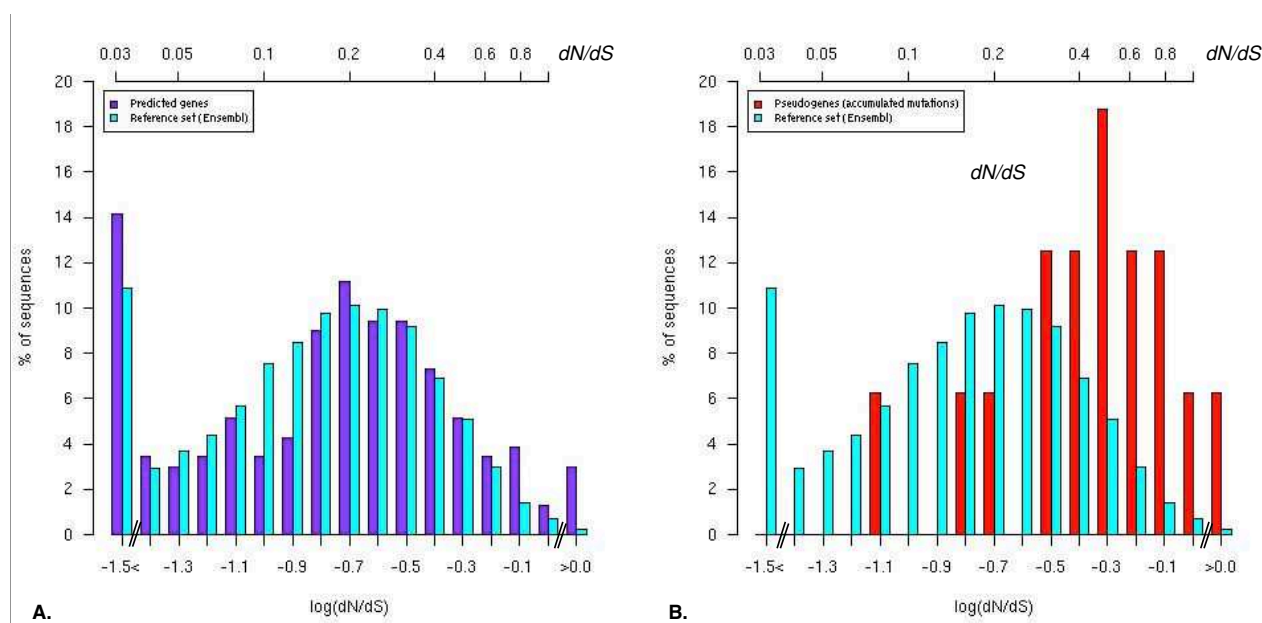 0.03 0.05 0.1 0.2 0.4 0.6 0.8 dN/dS
20
18
16
14
12
10
8
6
4
2
0
% of sequences
Predicted genes
Reference set (Ensembl)
-1.5< -1.3 -1.1 -0.9 -0.7 -0.5 -0.3 -0.1 >0.0
log(dN/dS)
A.
0.03 0.05 0.1 0.2 0.4 0.6 0.8 dN/dS
20
18
16
14
12
10
8
6
4
2
0
% of sequences
Pseudogenes (accumulated mutations)
Reference set (Ensembl)
dN/dS
-1.5< -1.3 -1.1 -0.9 -0.7 -0.5 -0.3 -0.1 >0.0
log(dN/dS)
B.